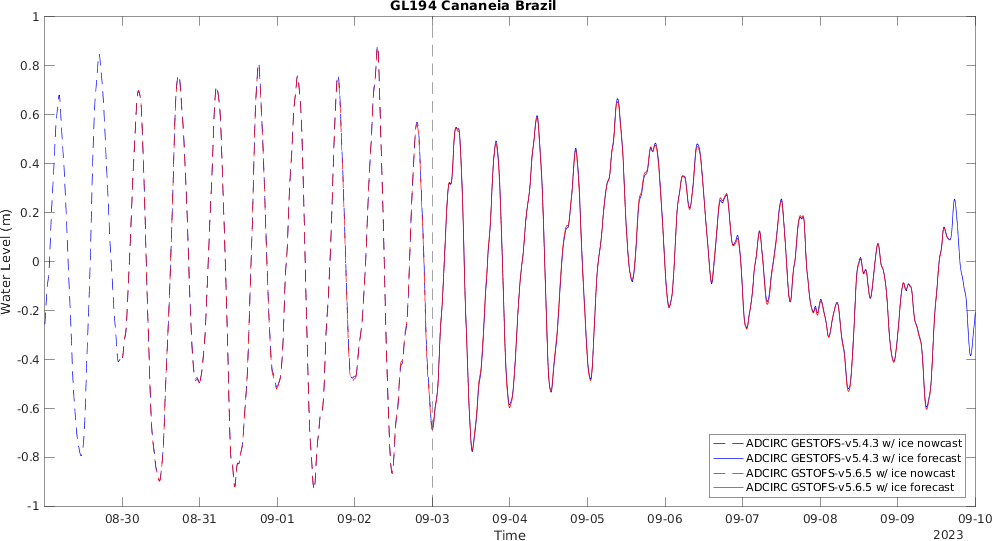 GL194 Cananeia Brazil
Water Level (m)
1
0.8
0.6
0.4
0.2
0
-0.2
-0.4
-0.6
-0.8
-1
08-30 08-31 09-01 09-02 09-03 09-04 09-05 09-06 09-07 09-08 09-09 09-10
Time
2023
ADCIRC GESTOFS-v5.4.3 w/ ice nowcast
ADCIRC GESTOFS-v5.4.3 w/ ice forecast
ADCIRC GSTOFS-v5.6.5 w/ ice nowcast
ADCIRC GSTOFS-v5.6.5 w/ ice forecast